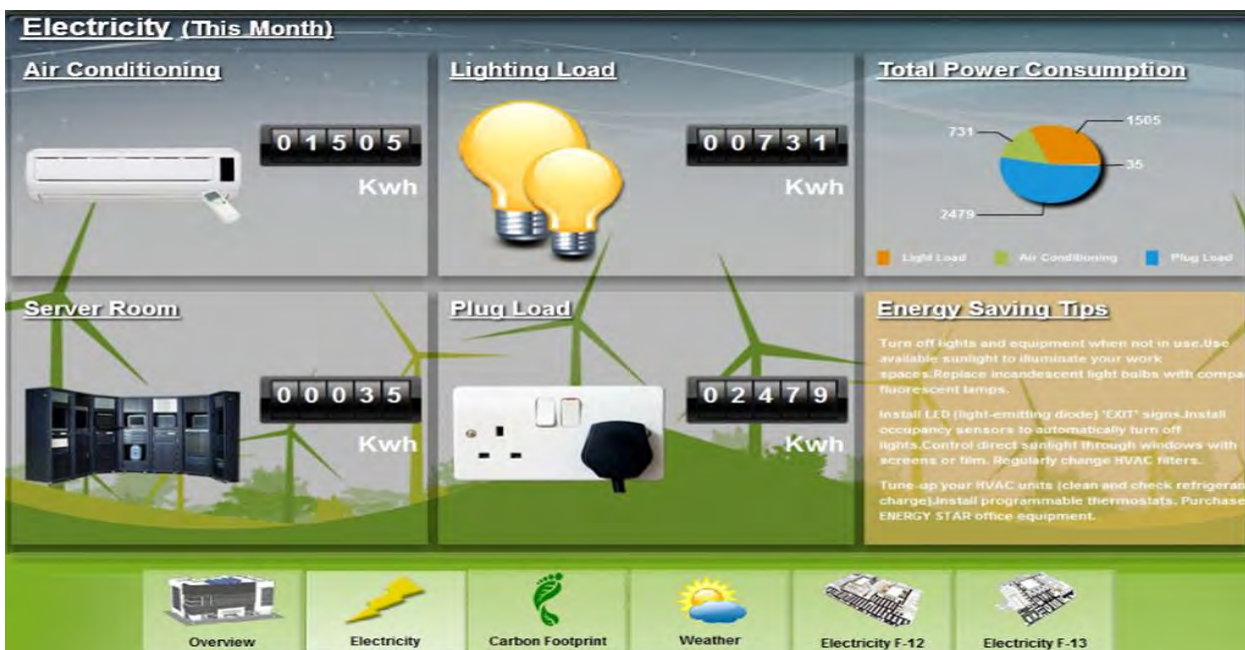 Electricity (This Month)
Air Conditioning
01505
Kwh
Lighting Load
00731
Kwh
Total Power Consumption
731
1505
35
2479
Light Load
Air Conditioning
Plug Load
Server Room
00035
Kwh
Plug Load
02479
Kwh
Energy Saving Tips
Turn off lights and equipment when not in use.Use
available sunlight to illuminate your work
spaces.Replace incandescent light bulbs with compa
fluorescent lamps.
Install LED (light-emitting diode) 'EXIT' signs.Install
occupancy sensors to automatically turn off
lights.Control direct sunlight through windows with
screens or film. Regularly change HVAC filters.
Tune-up your HVAC units (clean and check refrigeran
charge).Install programmable thermostats. Purchase
ENERGY STAR office equipment.
Overview
Electricity
Carbon Footprint
Weather
Electricity F-12
Electricity F-13